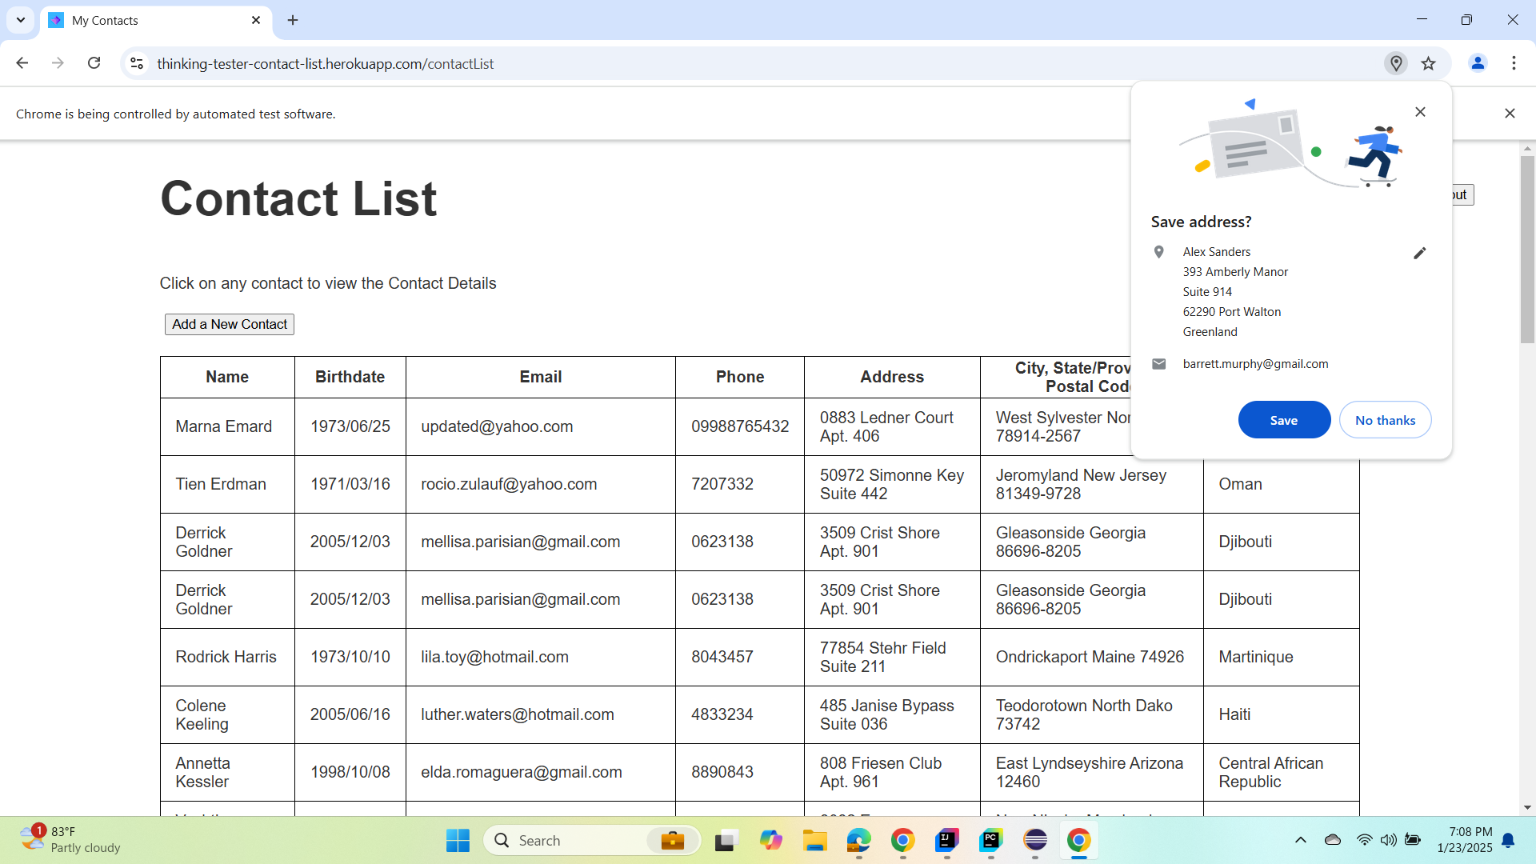 My Contacts
thinking-tester-contact-list.herokuapp.com/contactList
Chrome is being controlled by automated test software.
Contact List
Click on any contact to view the Contact Details
Add a New Contact
Save address?
Alex Sanders
393 Amberly Manor
Suite 914
62290 Port Walton
Greenland
barrett.murphy@gmail.com
Save No thanks
Name Birthdate Email Phone Address City, State/Prov
Postal Cod
Marna Emard 1973/06/25 updated@yahoo.com 09988765432 0883 Ledner Court Apt. 406 West Sylvester Nor 78914-2567
Tien Erdman 1971/03/16 rocio.zulauf@yahoo.com 7207332 50972 Simonne Key Suite 442 Jeromyland New Jersey 81349-9728 Oman
Derrick Goldner 2005/12/03 mellisa.parisian@gmail.com 0623138 3509 Crist Shore Apt. 901 Gleasonside Georgia 86696-8205 Djibouti
Derrick Goldner 2005/12/03 mellisa.parisian@gmail.com 0623138 3509 Crist Shore Apt. 901 Gleasonside Georgia 86696-8205 Djibouti
Rodrick Harris 1973/10/10 lila.toy@hotmail.com 8043457 77854 Stehr Field Suite 211 Ondrickaport Maine 74926 Martinique
Colene Keeling 2005/06/16 luther.waters@hotmail.com 4833234 485 Janise Bypass Suite 036 Teodorotown North Dako 73742 Haiti
Annetta Kessler 1998/10/08 elda.romaguera@gmail.com 8890843 808 Friesen Club Apt. 961 East Lyndseyshire Arizona 12460 Central African Republic
1
83°F
Partly cloudy
Search
7:08 PM
1/23/2025